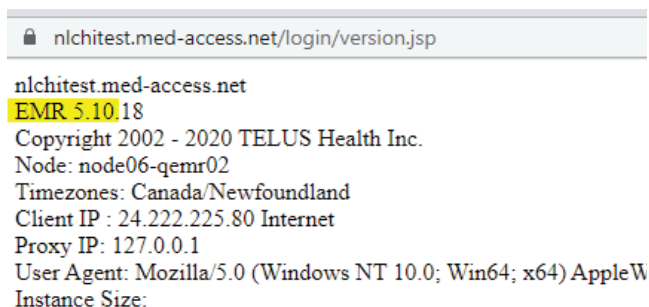 nlchitest.med-access.net/login/version.jsp
nlchitest.med-access.net
EMR 5.10.18
Copyright 2002 - 2020 TELUS Health Inc.
Node: node06-qemr02
Timezones: Canada/Newfoundland
Client IP : 24.222.225.80 Internet
Proxy IP: 127.0.0.1
User Agent: Mozilla/5.0 (Windows NT 10.0; Win64; x64) AppleW
Instance Size: